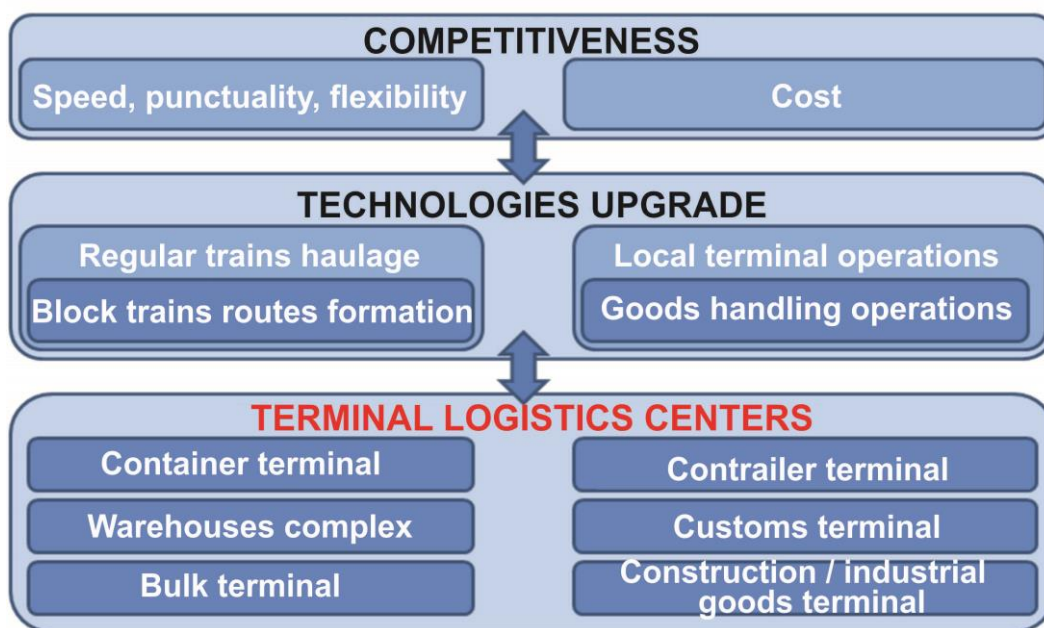 COMPETITIVENESS
Speed, punctuality, flexibility
Cost
TECHNOLOGIES UPGRADE
Regular trains haulage
Block trains routes formation
Local terminal operations
Goods handling operations
TERMINAL LOGISTICS CENTERS
Container terminal
Contrailer terminal
Warehouses complex
Customs terminal
Bulk terminal
Construction / industrial
goods terminal